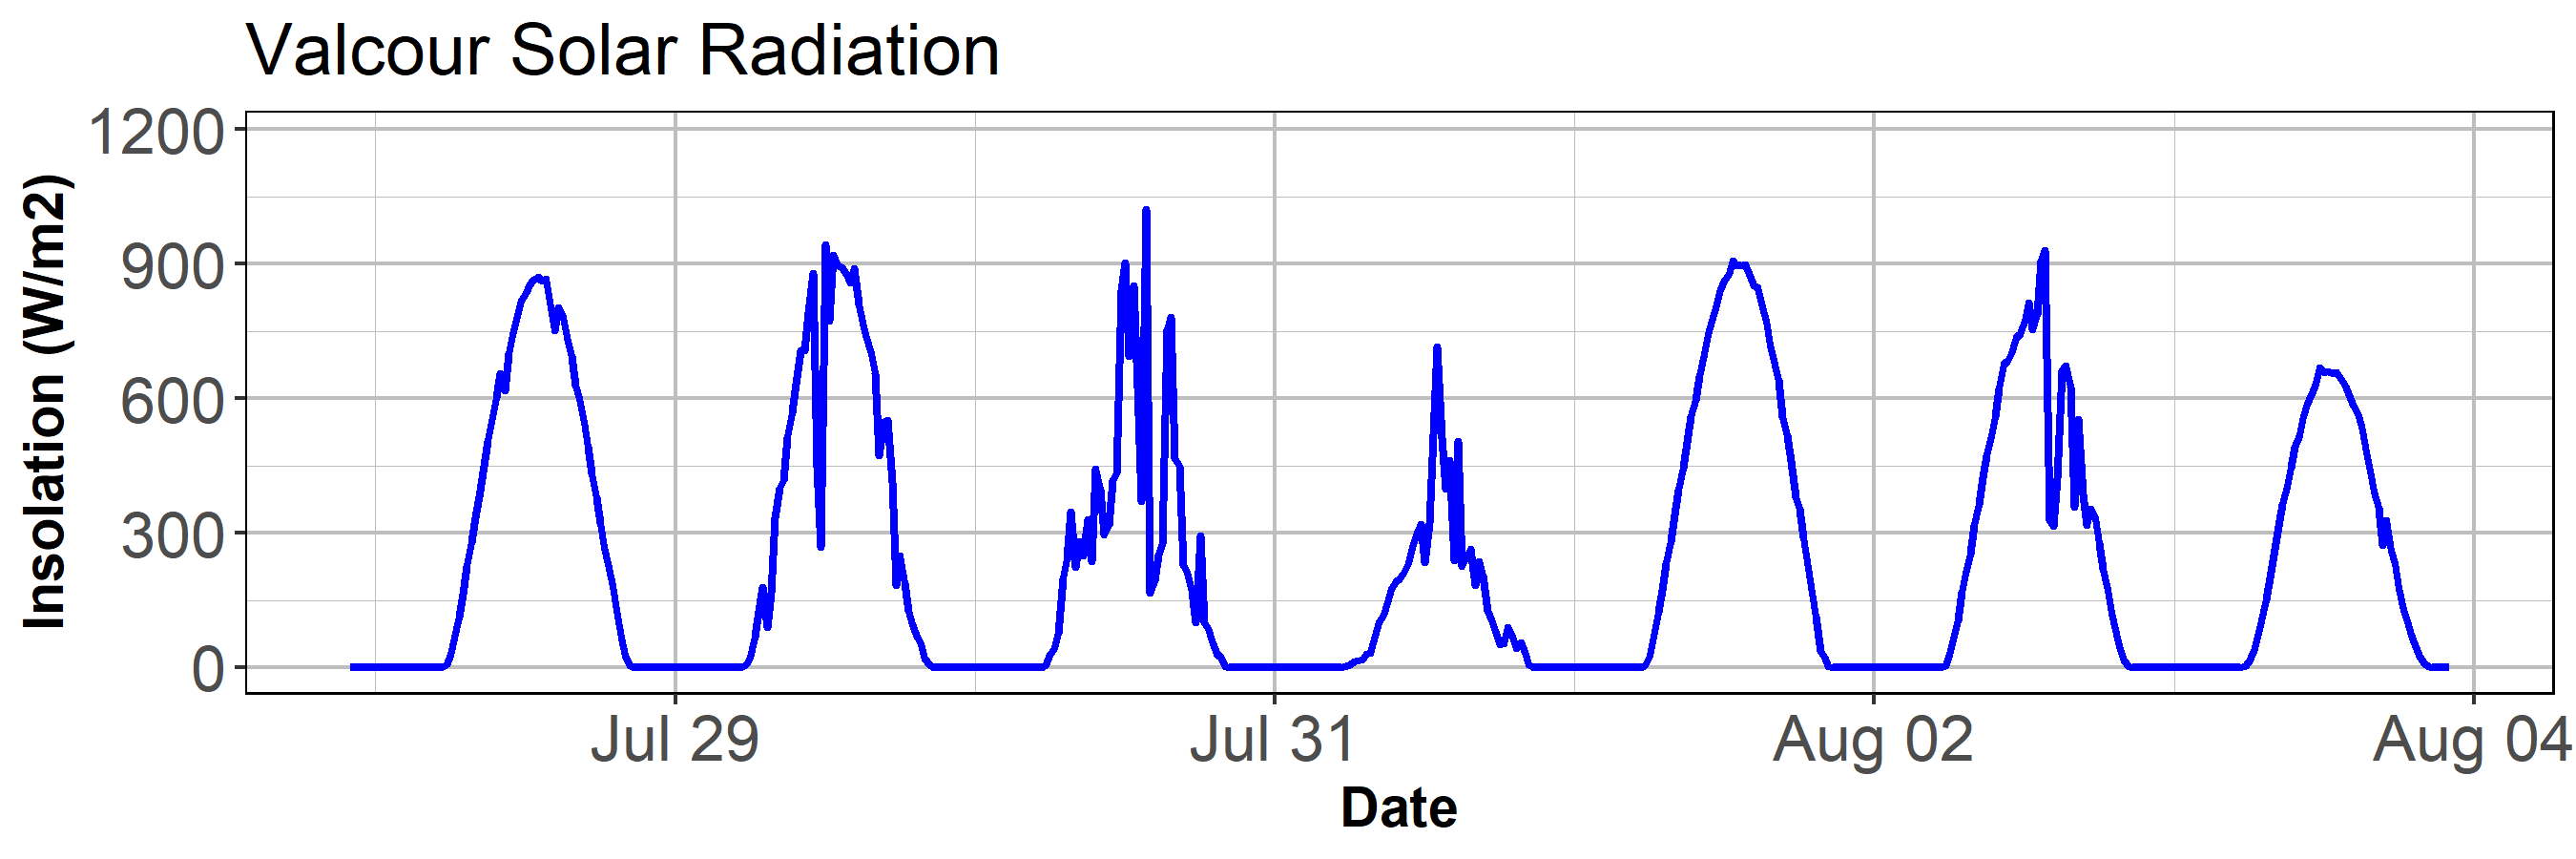 Valcour Solar Radiation
1200
900
600
300
0
Insolation (W/m2)
Jul 29
Jul 31
Aug 02
Aug 04
Date